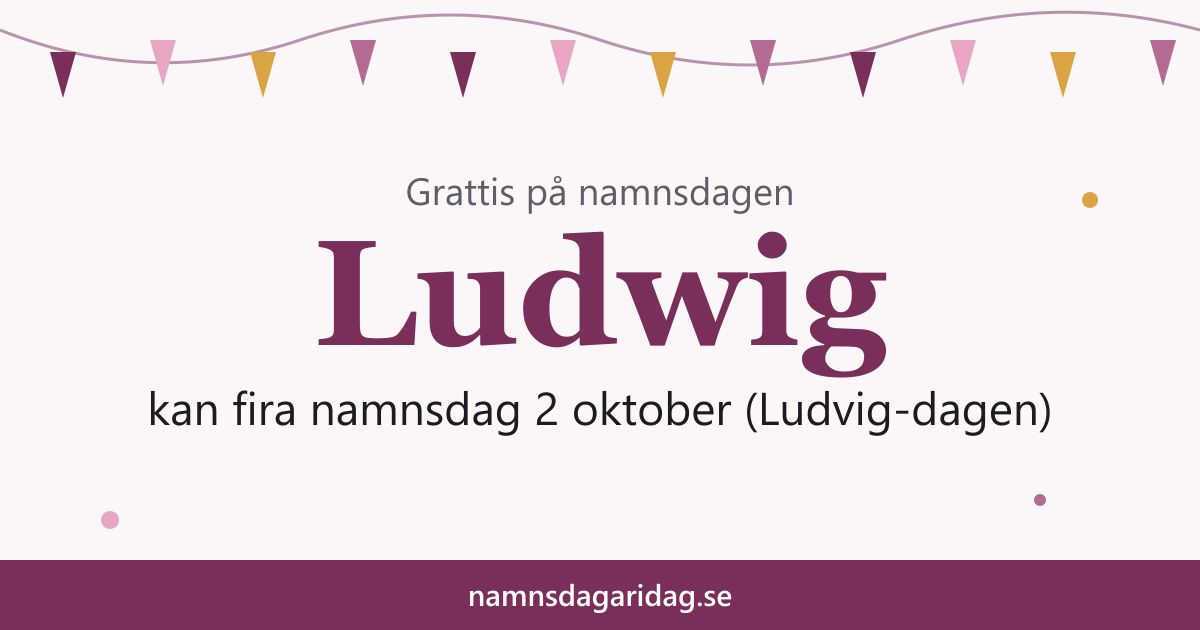 Grattis på namnsdagen
Ludwig
kan fira namnsdag 2 oktober (Ludvig-dagen)
namnsdagaridag.se